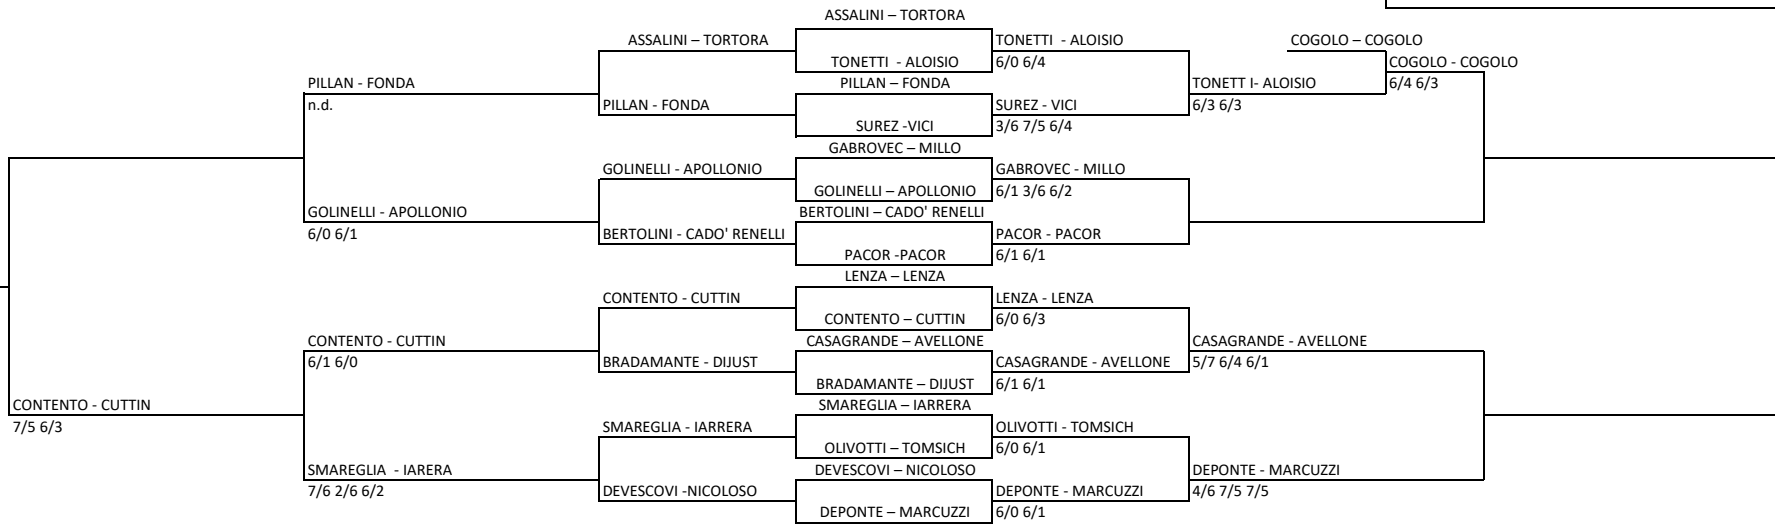 ASSALINI – TORTORA
ASSALINI – TORTORA
TONETTI - ALOISIO
COGOLO – COGOLO
TONETTI - ALOISIO
6/0 6/4
COGOLO - COGOLO
PILLAN - FONDA
PILLAN – FONDA
TONETT I- ALOISIO
6/4 6/3
n.d.
PILLAN - FONDA
SUREZ - VICI
6/3 6/3
SUREZ -VICI
3/6 7/5 6/4
GABROVEC – MILLO
GOLINELLI - APOLLONIO
GABROVEC - MILLO
GOLINELLI – APOLLONIO
6/1 3/6 6/2
GOLINELLI - APOLLONIO
BERTOLINI – CADO' RENELLI
6/0 6/1
BERTOLINI - CADO' RENELLI
PACOR - PACOR
PACOR -PACOR
6/1 6/1
LENZA – LENZA
CONTENTO - CUTTIN
LENZA - LENZA
CONTENTO – CUTTIN
6/0 6/3
CONTENTO - CUTTIN
CASAGRANDE – AVELLONE
CASAGRANDE - AVELLONE
6/1 6/0
BRADAMANTE - DIJUST
CASAGRANDE - AVELLONE
5/7 6/4 6/1
BRADAMANTE – DIJUST
6/1 6/1
CONTENTO - CUTTIN
SMAREGLIA – IARRERA
7/5 6/3
SMAREGLIA - IARRERA
OLIVOTTI - TOMSICH
OLIVOTTI – TOMSICH
6/0 6/1
SMAREGLIA - IARERA
DEVESCOVI – NICOLOSO
DEPONTE - MARCUZZI
7/6 2/6 6/2
DEVESCOVI -NICOLOSO
DEPONTE - MARCUZZI
4/6 7/5 7/5
DEPONTE – MARCUZZI
6/0 6/1